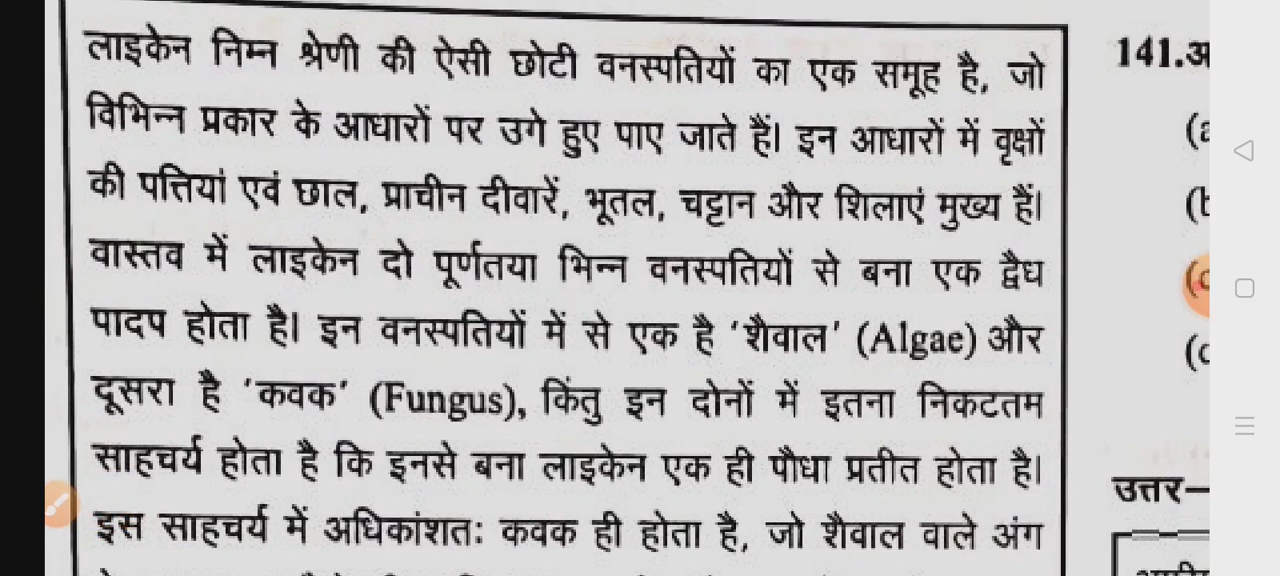 लाइकेन निम्न श्रेणी की ऐसी छोटी वनस्पतियों का एक समूह है, जो
विभिन्न प्रकार के आधारों पर उगे हुए पाए जाते हैं। इन आधारों में वृक्षों
की पत्तियां एवं छाल, प्राचीन दीवारें, भूतल, चट्टान और शिलाएं मुख्य हैं।
वास्तव में लाइकेन दो पूर्णतया भिन्न वनस्पतियों से बना एक द्वैध
पादप होता है। इन वनस्पतियों में से एक है 'शैवाल' (Algae) और
दूसरा है 'कवक' (Fungus), किंतु इन दोनों में इतना निकटतम
साहचर्य होता है कि इनसे बना लाइकेन एक ही पौधा प्रतीत होता है।
इस साहचर्य में अधिकांशतः कवक ही होता है, जो शैवाल वाले अंग
141.अ
(a
(b
(c
(d
उत्तर–